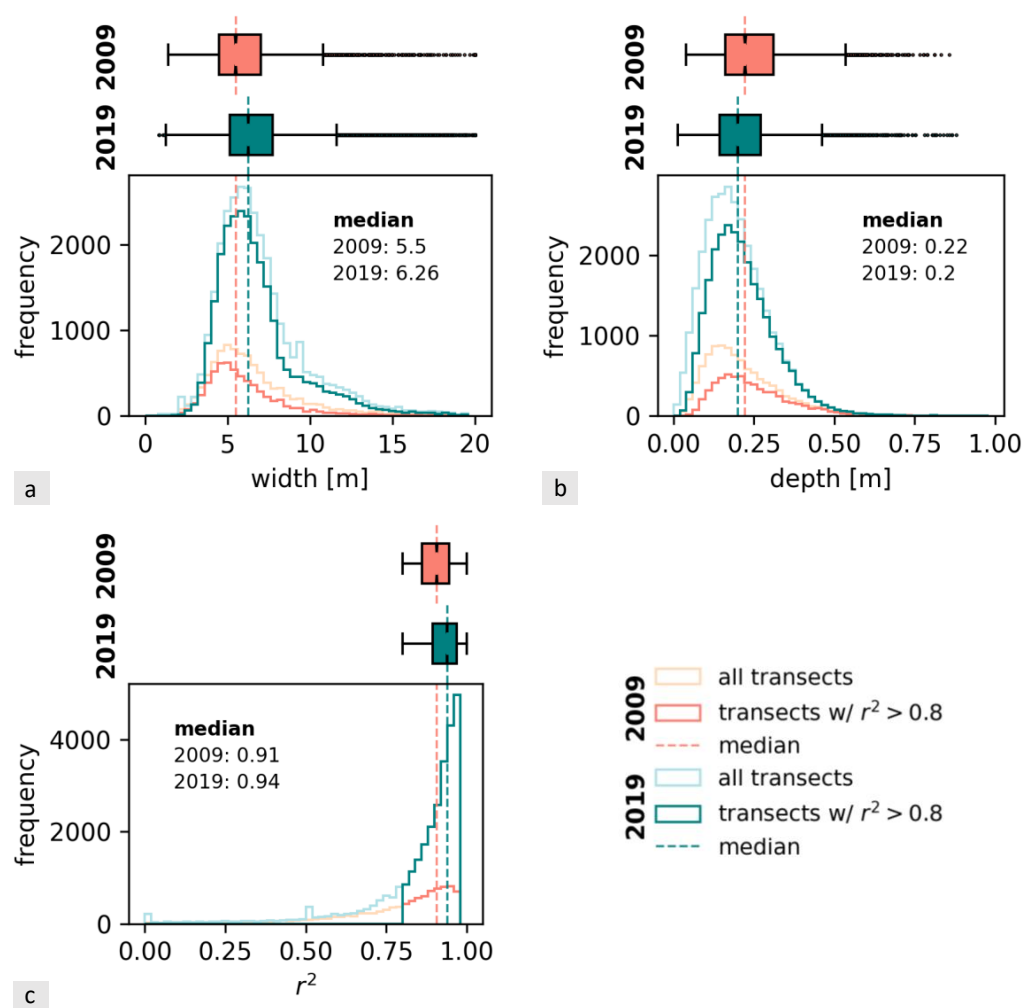 2009
2019
median
2009: 5.5
2019: 6.26
frequency
2000
1000
0
0 5 10 15 20
width [m]
a
2009
2019
median
2009: 0.22
2019: 0.2
frequency
2000
1000
0
0.00 0.25 0.50 0.75 1.00
depth [m]
b
2009
2019
median
2009: 0.91
2019: 0.94
frequency
4000
2000
0
0.00 0.25 0.50 0.75 1.00
r²
c
2009
all transects
transects w/ r² > 0.8
median
2019
all transects
transects w/ r² > 0.8
median